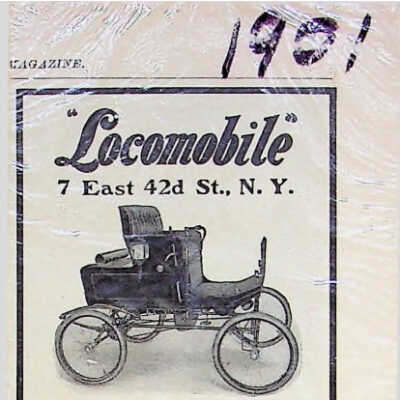 1901
MAGAZINE.
"Locomobile"
7 East 42d St., N. Y.